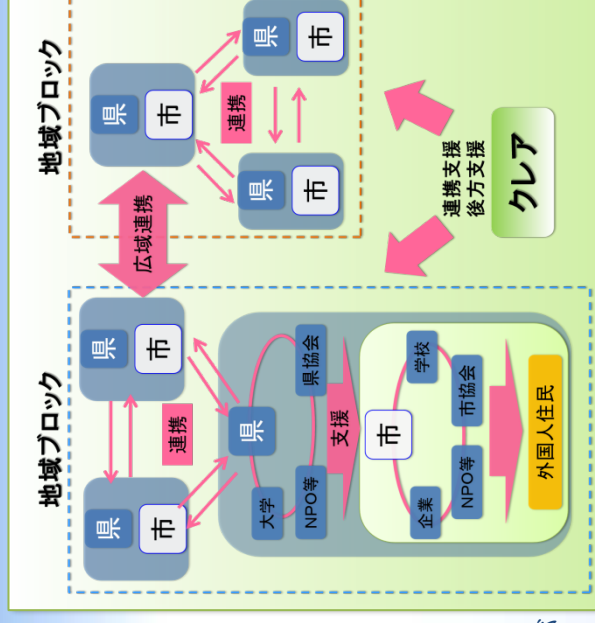 地域ブロック
県
市
県
市
連携
県
大学
県協会
NPO等
支援
市
企業
学校
NPO等
市協会
外国人住民
広域連携
地域ブロック
県
市
県
市
県
市
連携
連携支援
後方支援
クレア